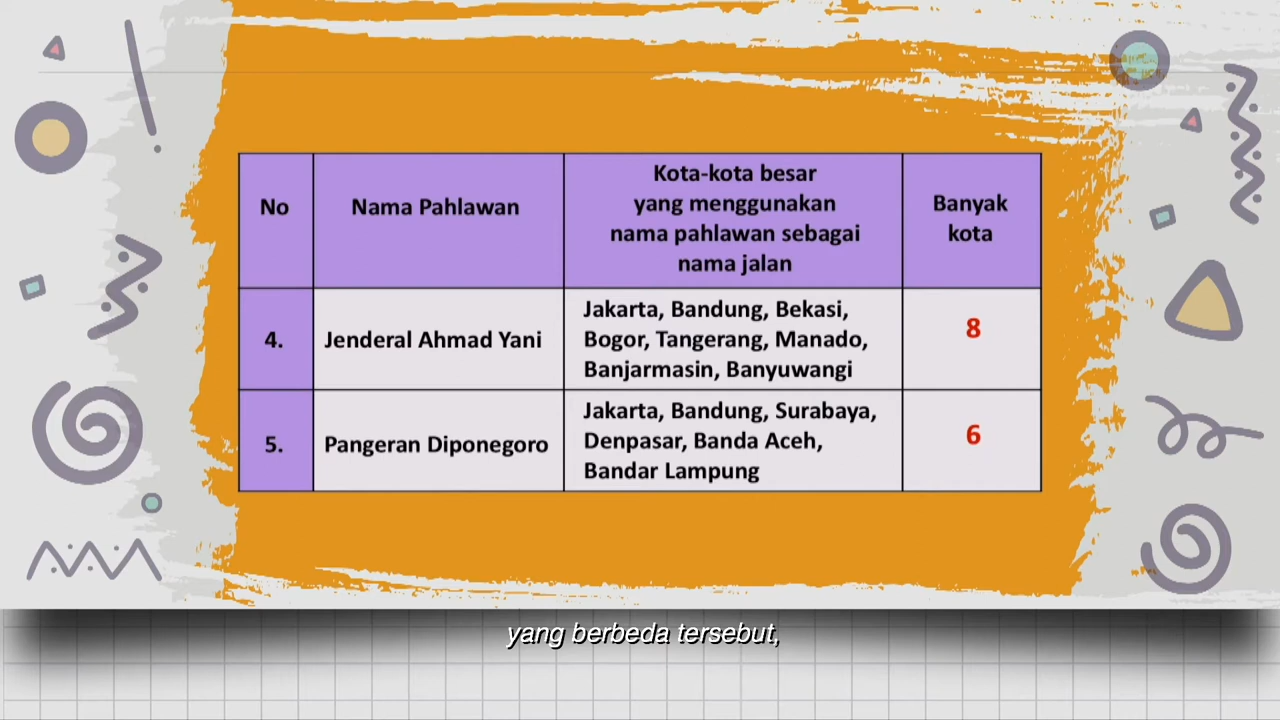 No
Nama Pahlawan
Kota-kota besar
yang menggunakan
nama pahlawan sebagai
nama jalan
Banyak
kota
4.
Jenderal Ahmad Yani
Jakarta, Bandung, Bekasi,
Bogor, Tangerang, Manado,
Banjarmasin, Banyuwangi
8
5.
Pangeran Diponegoro
Jakarta, Bandung, Surabaya,
Denpasar, Banda Aceh,
Bandar Lampung
6
yang berbeda tersebut,